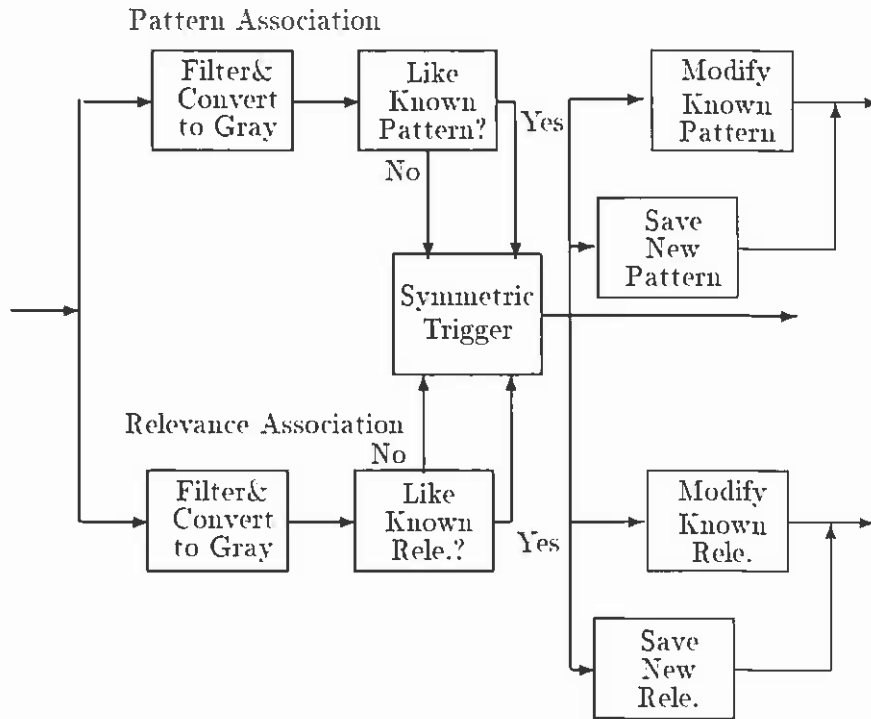 Pattern Association
Filter&
Convert
to Gray
Like
Known
Pattern?
Yes
No
Modify
Known
Pattern
Save
New
Pattern
Symmetric
Trigger
Relevance Association
No
Filter&
Convert
to Gray
Like
Known
Rele.?
Yes
Modify
Known
Rele.
Save
New
Rele.